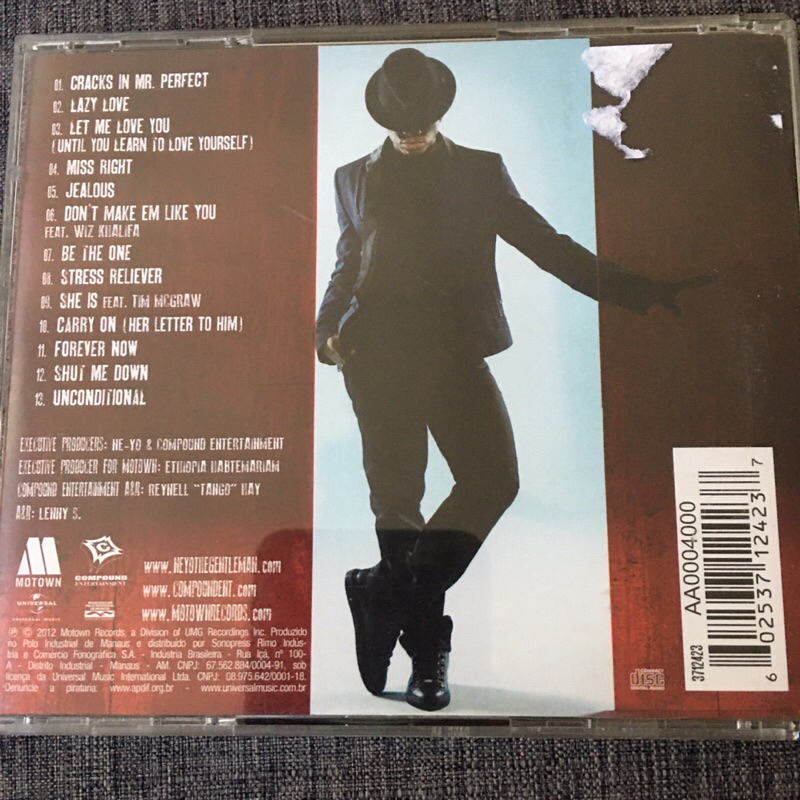 01. CRACKS IN MR. PERFECT
02. LAZY LOVE
03. LET ME LOVE YOU
(UNTIL YOU LEARN TO LOVE YOURSELF)
04. MISS RIGHT
05. JEALOUS
06. DON'T MAKE EM LIKE YOU
FEAT. WIZ KHALIFA
07. BE THE ONE
08. STRESS RELIEVER
09. SHE IS FEAT. TIM MCGRAW
10. CARRY ON (HER LETTER TO HIM)
11. FOREVER NOW
12. SHUT ME DOWN
13. UNCONDITIONAL
EXECUTIVE PRODUCERS: NE-YO & COMPOUND ENTERTAINMENT
EXECUTIVE PRODUCER FOR MOTOWN: ETHIOPIA HABTEMARIAM
COMPOUND ENTERTAINMENT A&R: REYNELL "TANGO" HAY
A&R: LENNY S.
M
MOTOWN
C
COMPOUND
ENTERTAINMENT
UNIVERSAL
UNIVERSAL MUSIC
www.NEYOTHEGENTLEMAN.com
www.COMPOUNDENT.com
www.MOTOWNRECORDS.com
℗ © 2012 Motown Records, a Division of UMG Recordings Inc. Produzido
no Polo Industrial de Manaus e distribuido por Sonopress Rimo Indús-
tria e Comércio Fonográfica S.A. - Indústria Brasileira - Rua Içá, nº 100-
A - Distrito Industrial - Manaus - AM. CNPJ: 67.562.884/0004-91, sob
licença da Universal Music International Ltda. CNPJ: 08.975.642/0001-18.
Denuncie a pirataria: www.apdif.org.br - www.universalmusic.com.br
COMPACT
DISC
DIGITAL AUDIO
3712423
AA0004000
6 02537 12423 7